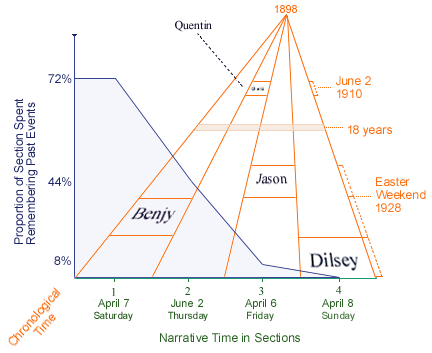 1898
Quentin
72%
June 2
1910
18 years
Proportion of Section Spent
Remembering Past Events
44%
Jason
Easter
Weekend
1928
Benjy
8%
Dilsey
Chronological
Time
1
2
3
4
April 7
June 2
April 6
April 8
Saturday
Thursday
Friday
Sunday
Narrative Time in Sections